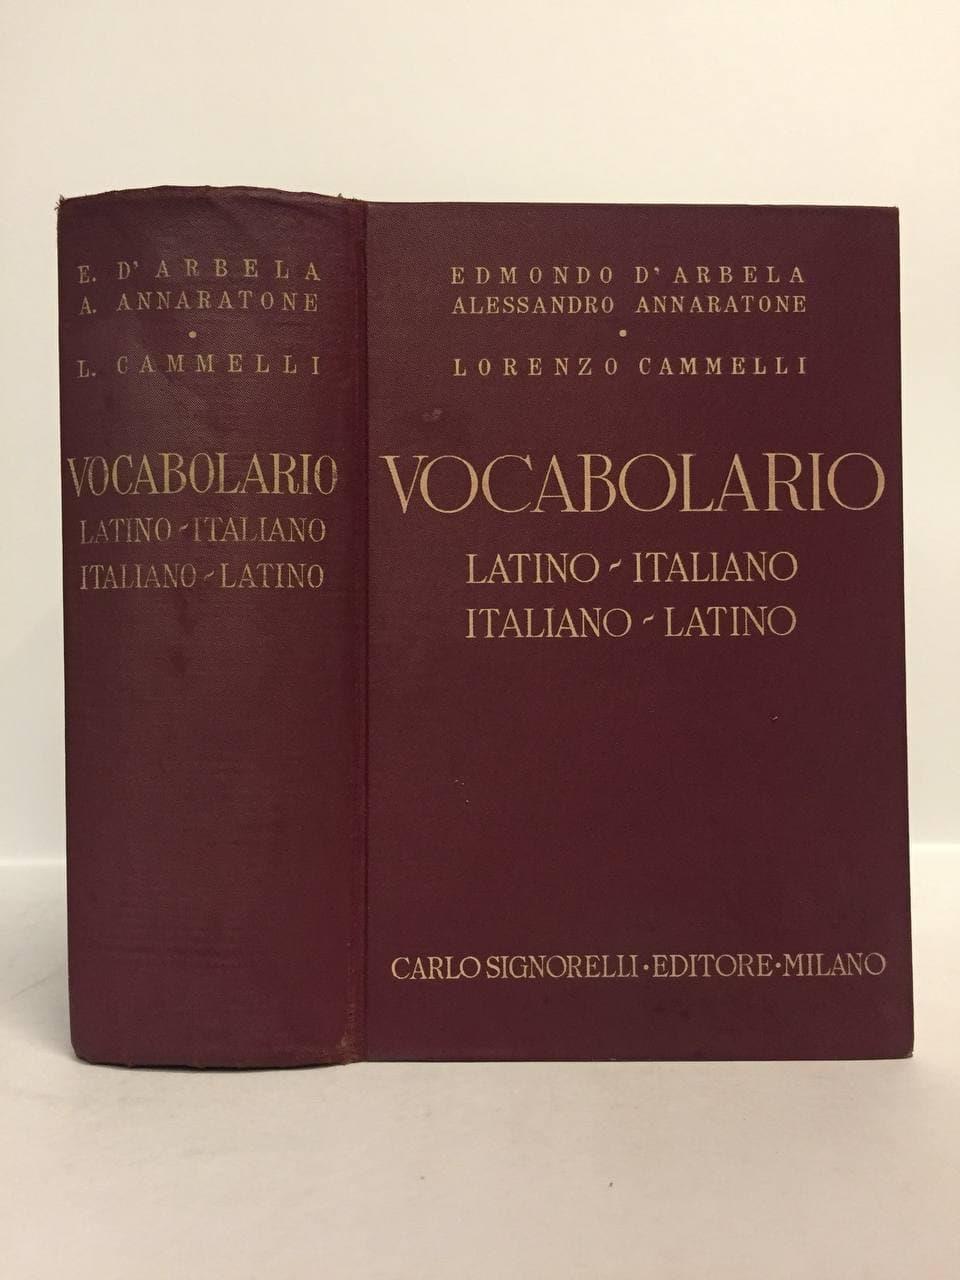 E. D'ARBELA
A. ANNARATONE
•
L. CAMMELLI
VOCABOLARIO
LATINO-ITALIANO
ITALIANO-LATINO
EDMONDO D'ARBELA
ALESSANDRO ANNARATONE
•
LORENZO CAMMELLI
VOCABOLARIO
LATINO-ITALIANO
ITALIANO-LATINO
CARLO SIGNORELLI•EDITORE•MILANO